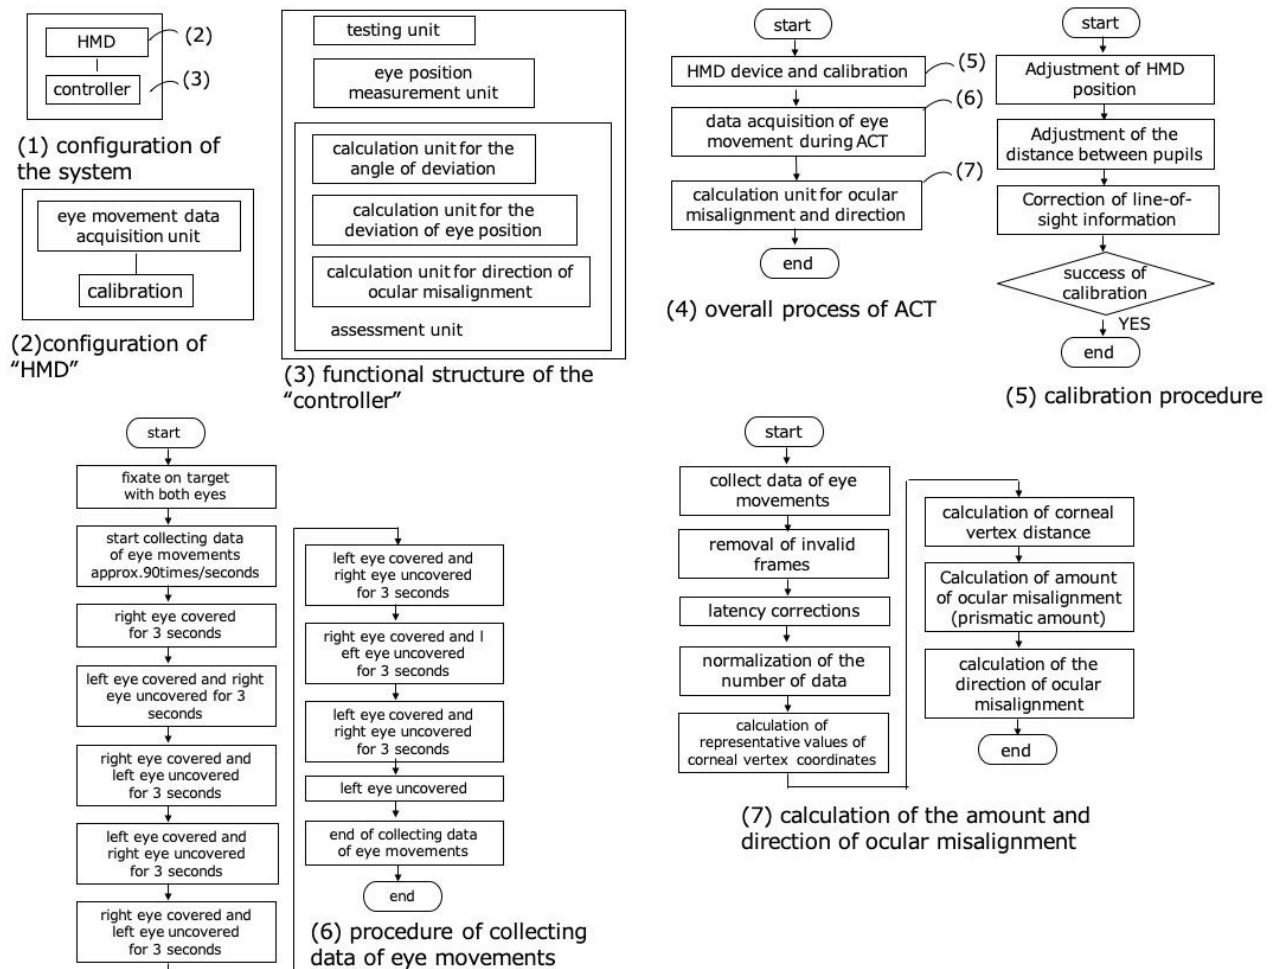 HMD
(2)
controller
(3)
(1) configuration of
the system
eye movement data
acquisition unit
calibration
(2)configuration of
“HMD”
testing unit
eye position
measurement unit
calculation unit for the
angle of deviation
calculation unit for the
deviation of eye position
calculation unit for direction of
ocular misalignment
assessment unit
(3) functional structure of the
“controller”
start
HMD device and calibration
(5)
data acquisition of eye
movement during ACT
(6)
calculation unit for ocular
misalignment and direction
(7)
end
(4) overall process of ACT
start
Adjustment of HMD
position
Adjustment of the
distance between pupils
Correction of line-of-
sight information
success of
calibration
YES
end
(5) calibration procedure
start
fixate on target
with both eyes
start collecting data
of eye movements
approx.90times/seconds
right eye covered
for 3 seconds
left eye covered and right
eye uncovered for 3
seconds
right eye covered and
left eye uncovered
for 3 seconds
left eye covered and
right eye uncovered
for 3 seconds
right eye covered and
left eye uncovered
for 3 seconds
left eye covered and
right eye uncovered
for 3 seconds
right eye covered and l
eft eye uncovered
for 3 seconds
left eye covered and
right eye uncovered
for 3 seconds
left eye uncovered
end of collecting data
of eye movements
end
(6) procedure of collecting
data of eye movements
start
collect data of eye
movements
removal of invalid
frames
latency corrections
normalization of the
number of data
calculation of
representative values of
corneal vertex coordinates
calculation of corneal
vertex distance
Calculation of amount
of ocular misalignment
(prismatic amount)
calculation of the
direction of ocular
misalignment
end
(7) calculation of the amount and
direction of ocular misalignment